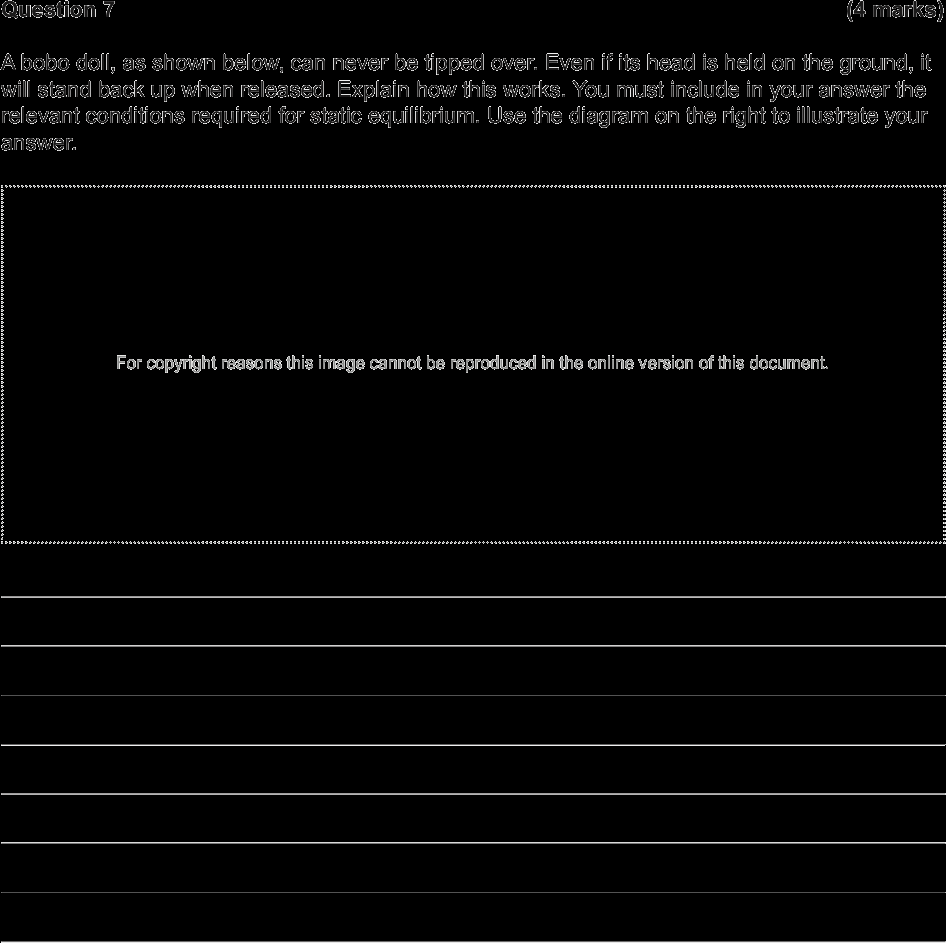 Question 7 (4 marks)
A bobo doll, as shown below, can never be tipped over. Even if its head is held on the ground, it
will stand back up when released. Explain how this works. You must include in your answer the
relevant conditions required for static equilibrium. Use the diagram on the right to illustrate your
answer.
For copyright reasons this image cannot be reproduced in the online version of this document.